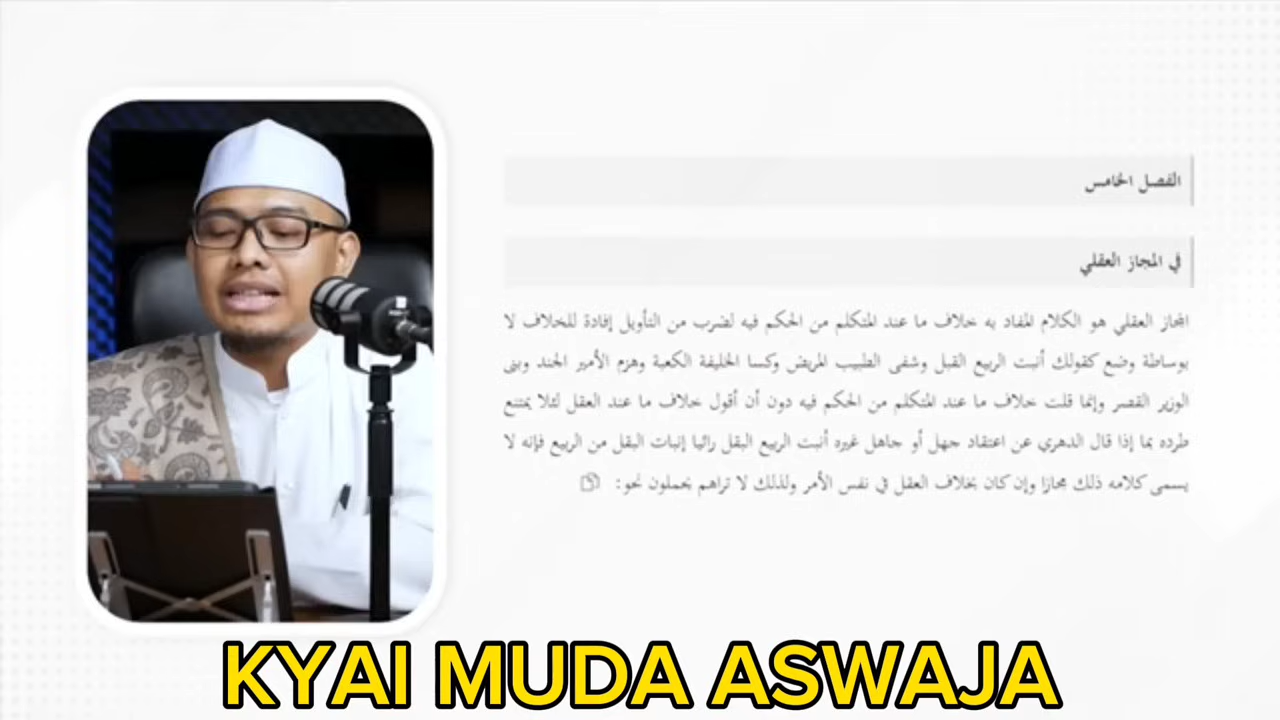 الفصل الخامس
في المجاز العقلي
المجاز العقلي هو الكلام المفاد به خلاف ما عند المتكلم من الحكم فيه لضرب من التأويل إفادة للخلاف لا
بوساطة وضع كقولك أنبت الربيع القبل وشفى الطبيب المريض وكسا الخليفة الكعبة وهزم الأمير الجند وبنى
الوزير القصر وإنما قلت خلاف ما عند المتكلم من الحكم فيه دون أن أقول خلاف ما عند العقل لئلا يمتنع
طرده بما إذا قال الدهري عن اعتقاد جهل أو جاهل غيره أنبت الربيع البقل رائيا إنبات البقل من الربيع فإنه لا
يسمى كلامه ذلك مجازا وإن كان بخلاف العقل في نفس الأمر ولذلك لا تراهم يحملون نحو:
KYAI MUDA ASWAJA